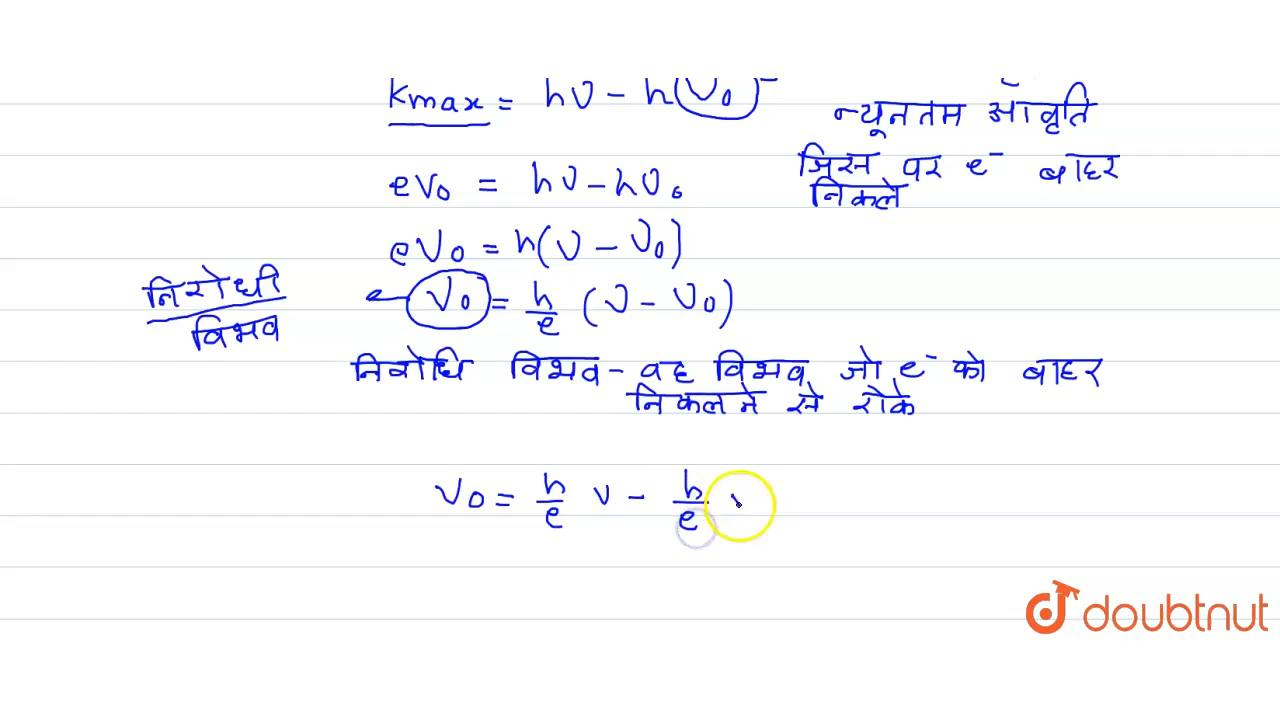 Kmax = hν - h(ν0)
न्यूनतम आवृति
जिस पर e⁻ बाहर
निकले
eV0 = hν - hν0
eV0 = h(ν - ν0)
निरोधी
विभव
V0 = h/e (ν - ν0)
निरोधि विभव - वह विभव जो e⁻ को बाहर
निकलने से रोके
V0 = h/e ν - h/e
doubtnut